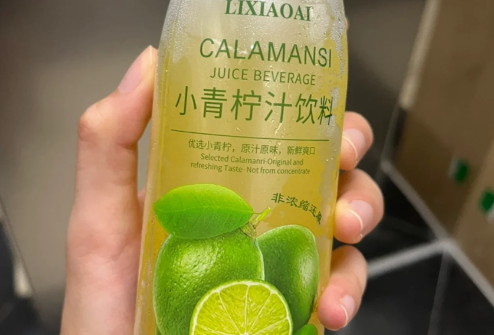 LIXIAOAI
CALAMANSI
JUICE BEVERAGE
小青柠汁饮料
优选小青柠，原汁原味，新鲜爽口
Selected Calamann-Original and
refreshing Taste-Not from concentrate
非浓缩还原